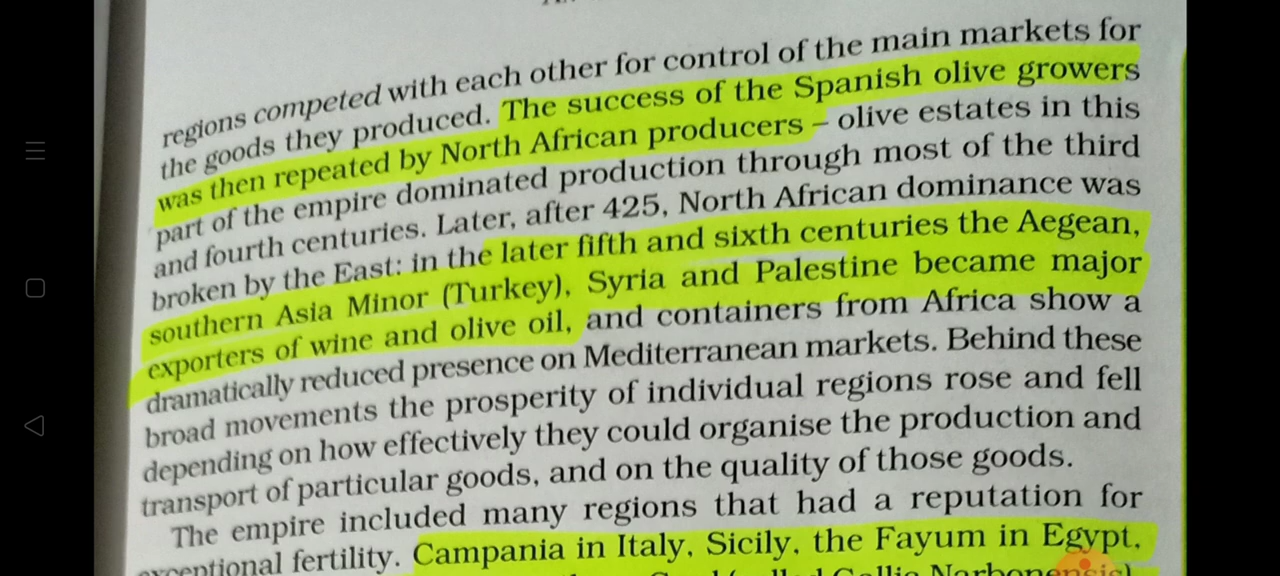 regions competed with each other for control of the main markets for
the goods they produced. The success of the Spanish olive growers
was then repeated by North African producers – olive estates in this
part of the empire dominated production through most of the third
and fourth centuries. Later, after 425, North African dominance was
broken by the East: in the later fifth and sixth centuries the Aegean,
southern Asia Minor (Turkey), Syria and Palestine became major
exporters of wine and olive oil, and containers from Africa show a
dramatically reduced presence on Mediterranean markets. Behind these
broad movements the prosperity of individual regions rose and fell
depending on how effectively they could organise the production and
transport of particular goods, and on the quality of those goods.
The empire included many regions that had a reputation for
exceptional fertility. Campania in Italy, Sicily, the Fayum in Egypt,